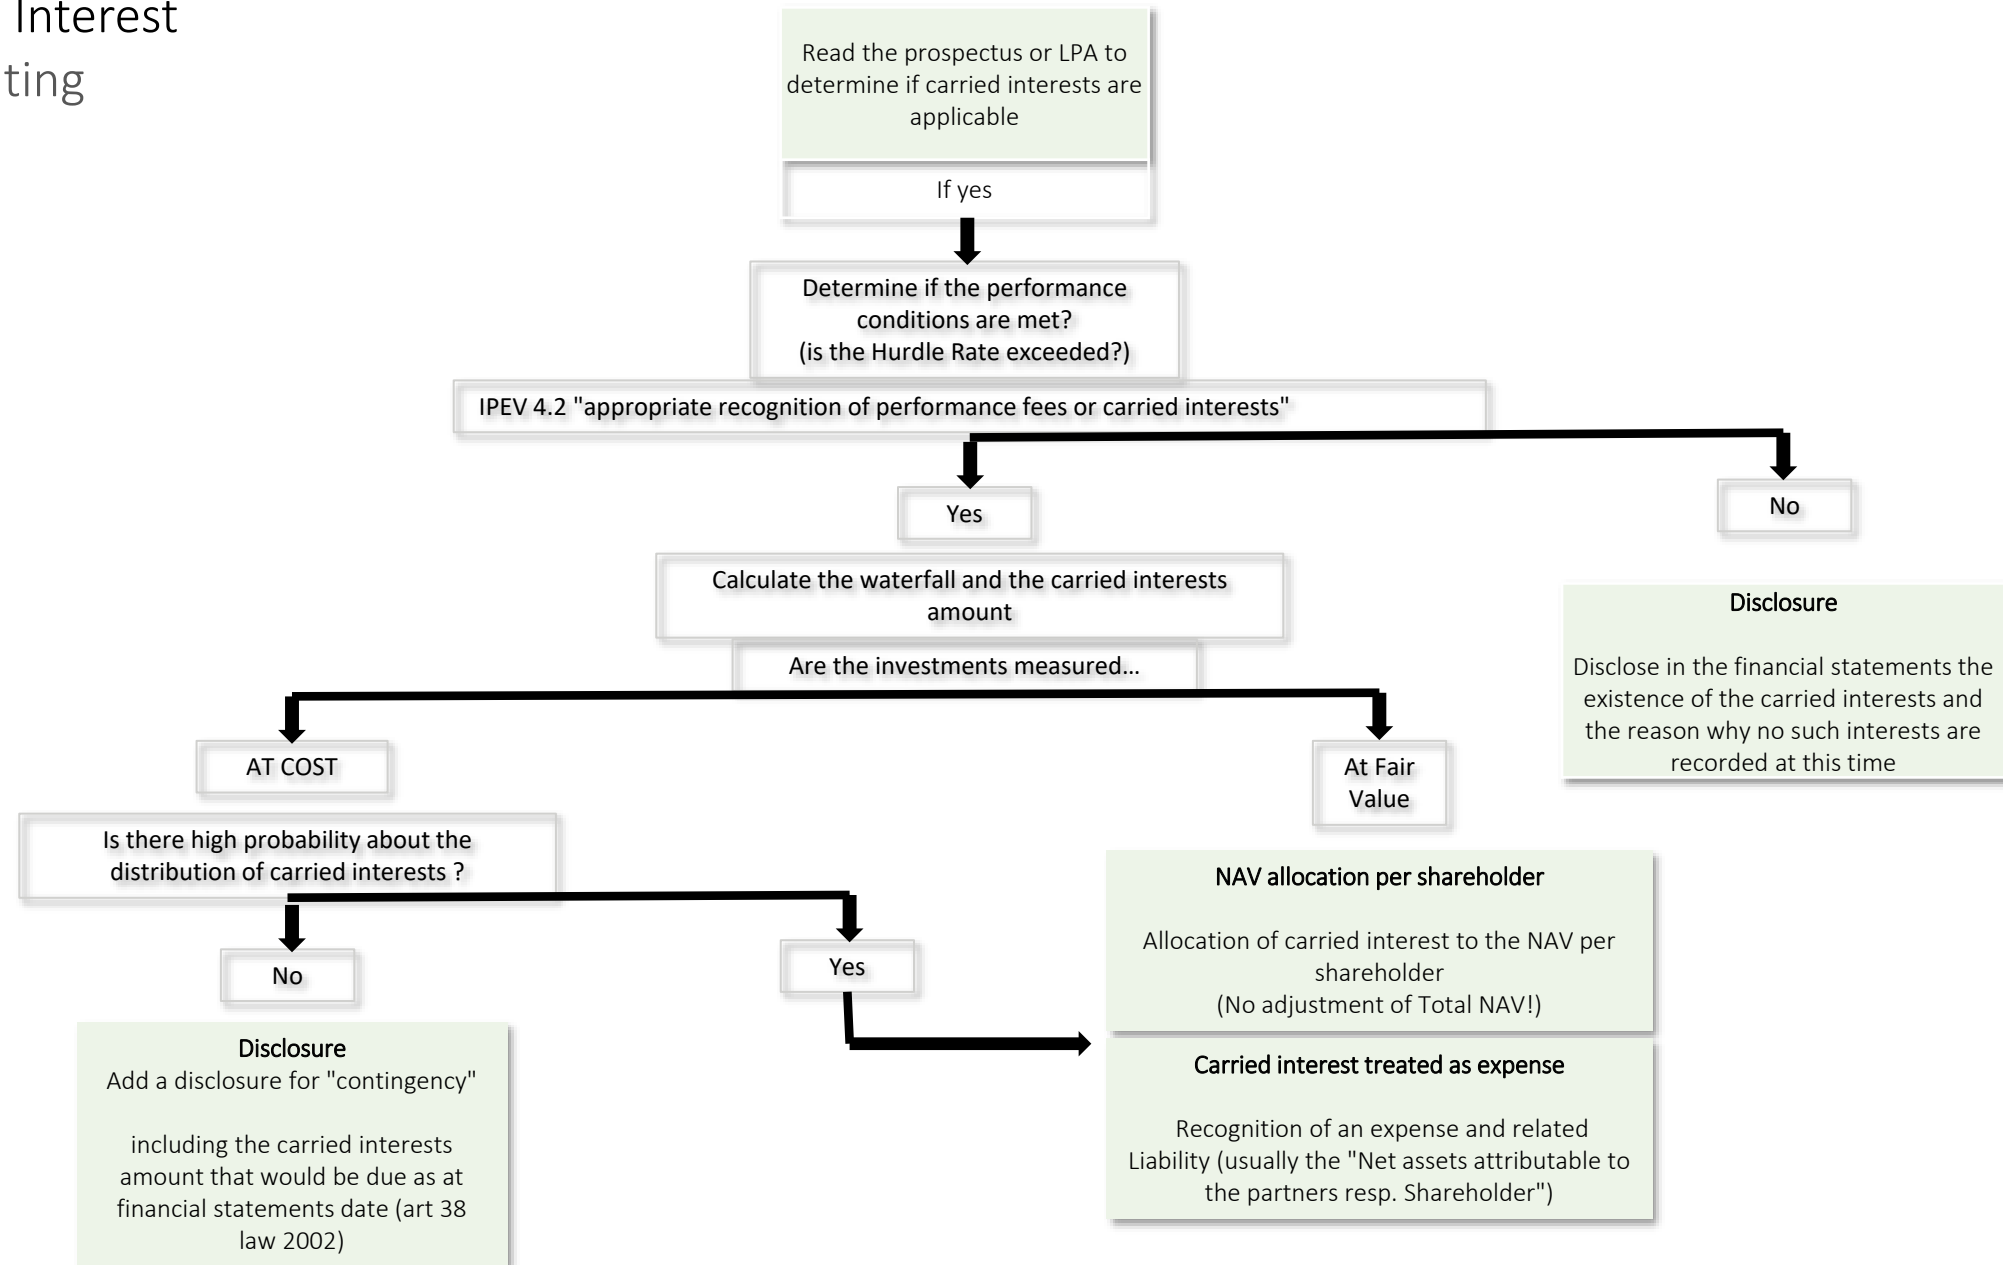 Interest
ting
Read the prospectus or LPA to
determine if carried interests are
applicable
If yes
Determine if the performance
conditions are met?
(is the Hurdle Rate exceeded?)
IPEV 4.2 "appropriate recognition of performance fees or carried interests"
Yes
No
Calculate the waterfall and the carried interests
amount
Are the investments measured…
Disclosure
Disclose in the financial statements the
existence of the carried interests and
the reason why no such interests are
recorded at this time
AT COST
At Fair
Value
Is there high probability about the
distribution of carried interests ?
No
Yes
NAV allocation per shareholder
Allocation of carried interest to the NAV per
shareholder
(No adjustment of Total NAV!)
Carried interest treated as expense
Recognition of an expense and related
Liability (usually the "Net assets attributable to
the partners resp. Shareholder")
Disclosure
Add a disclosure for "contingency"
including the carried interests
amount that would be due as at
financial statements date (art 38
law 2002)